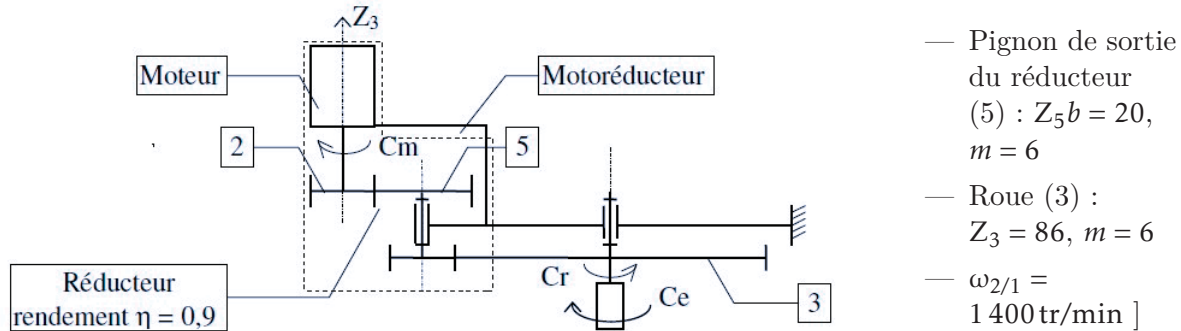 Z₃
Moteur
Motoréducteur
2
Cm
5
Réducteur
rendement η = 0,9
Cr
Ce
3
— Pignon de sortie
du réducteur
(5) : Z₅b = 20,
m = 6
— Roue (3) :
Z₃ = 86, m = 6
— ω₂/₁ =
1 400 tr/min ]